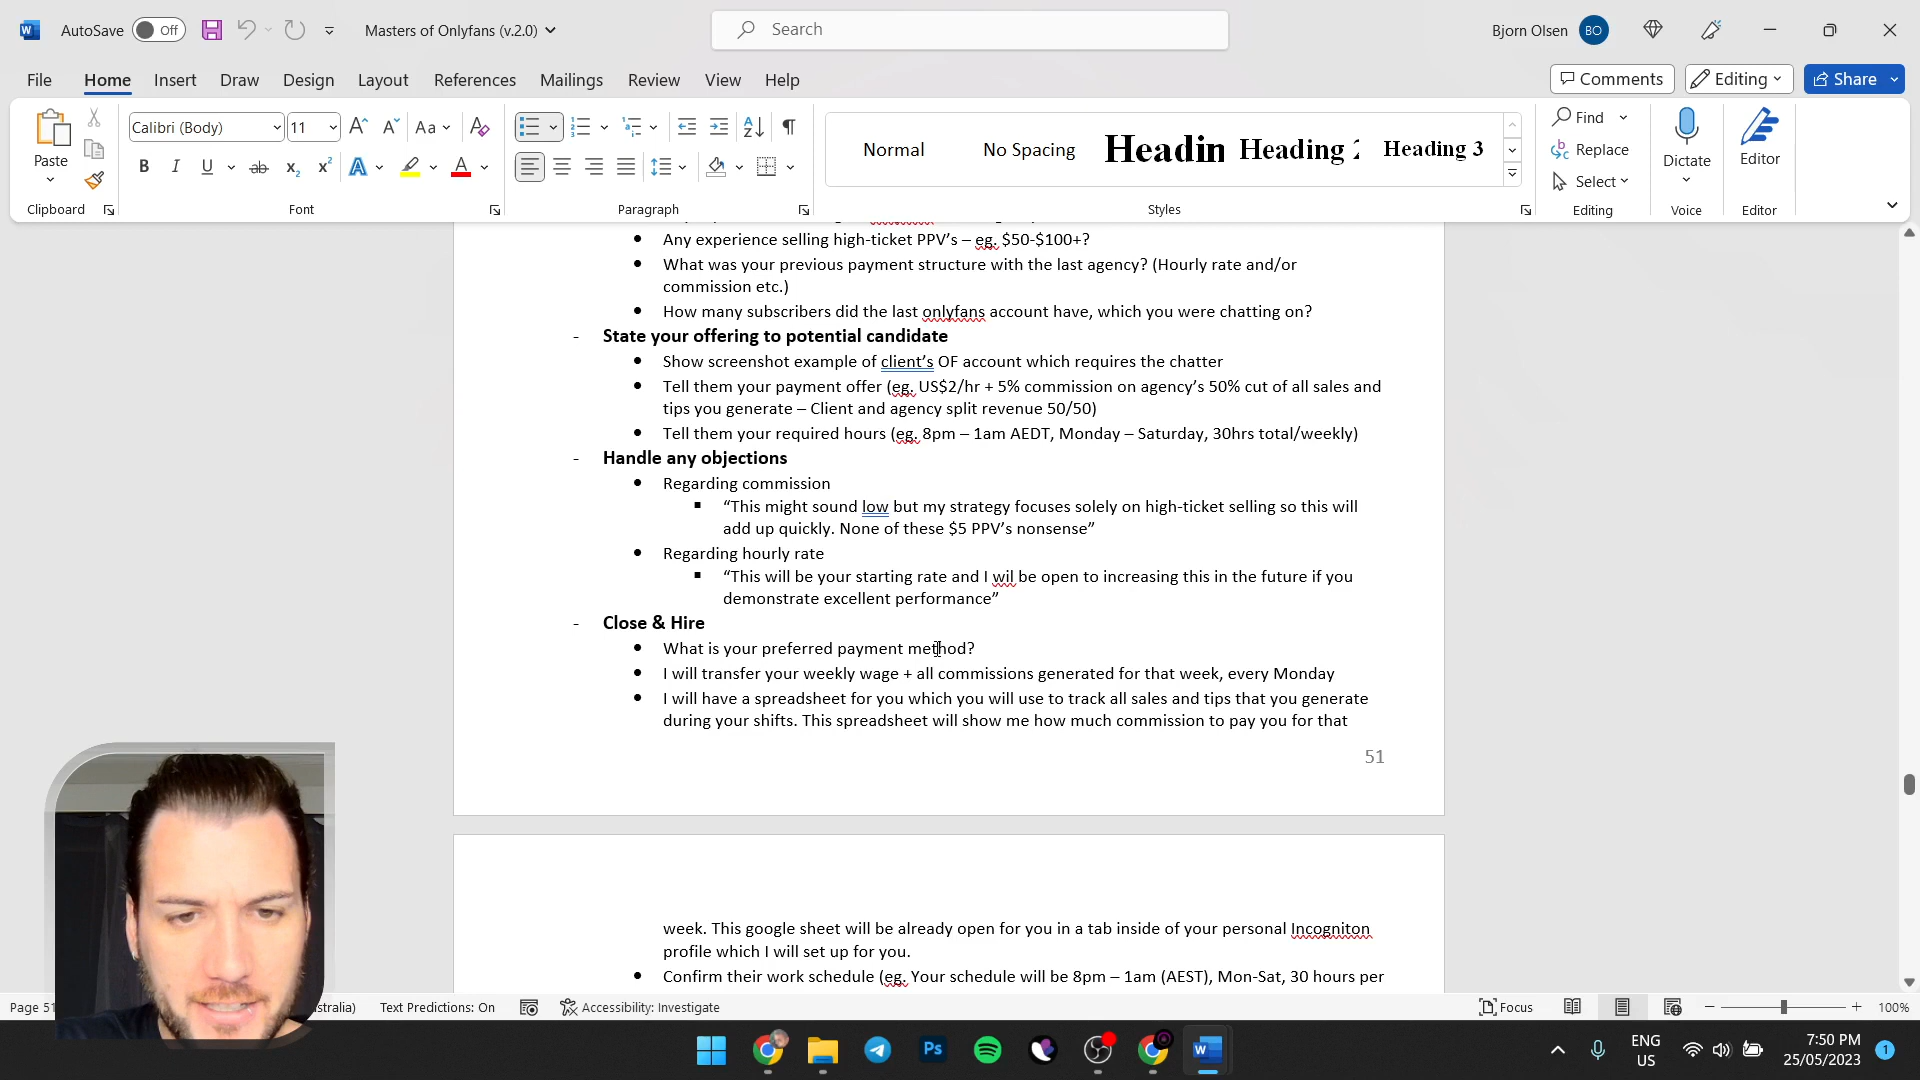 AutoSave Off
Masters of Onlyfans (v.2.0)
Search
Bjorn Olsen BO
File Home Insert Draw Design Layout References Mailings Review View Help
Comments Editing Share
Paste
Calibri (Body) 11 Aa
Normal No Spacing Headin Heading 2 Heading 3
Find
Replace
Select
Dictate
Editor
Clipboard Font Paragraph Styles Editing Voice Editor
• Any experience selling high-ticket PPV’s – eg. $50-$100+?
• What was your previous payment structure with the last agency? (Hourly rate and/or
commission etc.)
• How many subscribers did the last onlyfans account have, which you were chatting on?
- State your offering to potential candidate
• Show screenshot example of client’s OF account which requires the chatter
• Tell them your payment offer (eg. US$2/hr + 5% commission on agency’s 50% cut of all sales and
tips you generate – Client and agency split revenue 50/50)
• Tell them your required hours (eg. 8pm – 1am AEDT, Monday – Saturday, 30hrs total/weekly)
- Handle any objections
• Regarding commission
▪ “This might sound low but my strategy focuses solely on high-ticket selling so this will
add up quickly. None of these $5 PPV’s nonsense”
• Regarding hourly rate
▪ “This will be your starting rate and I wil be open to increasing this in the future if you
demonstrate excellent performance”
- Close & Hire
• What is your preferred payment method?
• I will transfer your weekly wage + all commissions generated for that week, every Monday
• I will have a spreadsheet for you which you will use to track all sales and tips that you generate
during your shifts. This spreadsheet will show me how much commission to pay you for that
51
week. This google sheet will be already open for you in a tab inside of your personal Incogniton
profile which I will set up for you.
• Confirm their work schedule (eg. Your schedule will be 8pm – 1am (AEST), Mon-Sat, 30 hours per
Page 51
stralia) Text Predictions: On Accessibility: Investigate
Focus 100%
Ps
W
ENG
US
7:50 PM
25/05/2023
1